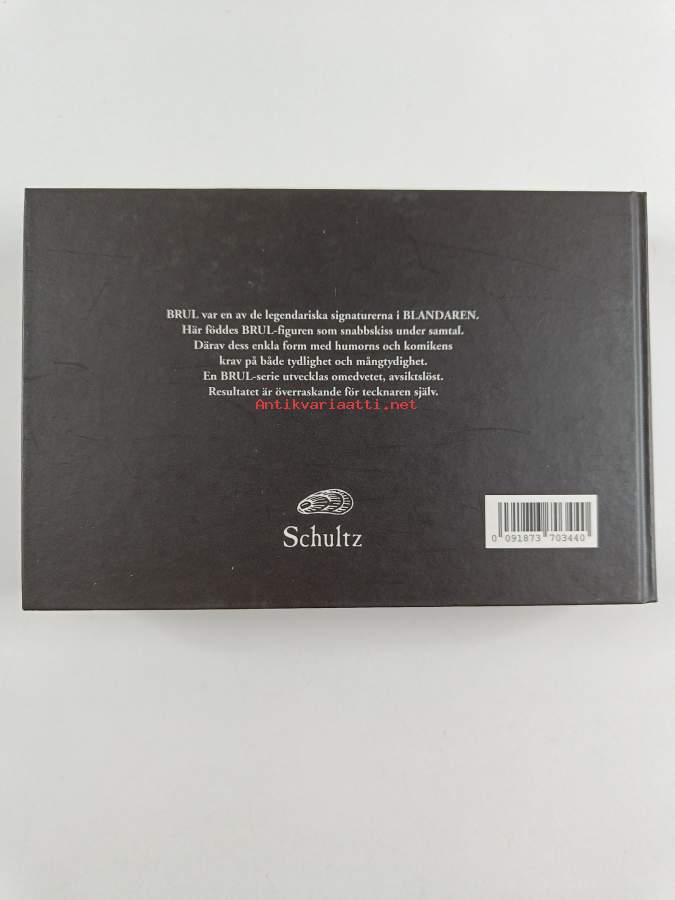 BRUL var en av de legendariska signaturerna i BLANDAREN.
Här föddes BRUL-figuren som snabbskiss under samtal.
Därav dess enkla form med humorns och komikens
krav på både tydlighet och mångtydighet.
En BRUL-serie utvecklas omedvetet, avsiktslöst.
Resultatet är överraskande för tecknaren själv.
Antikvariaatti.net
Schultz
0 091873 703440